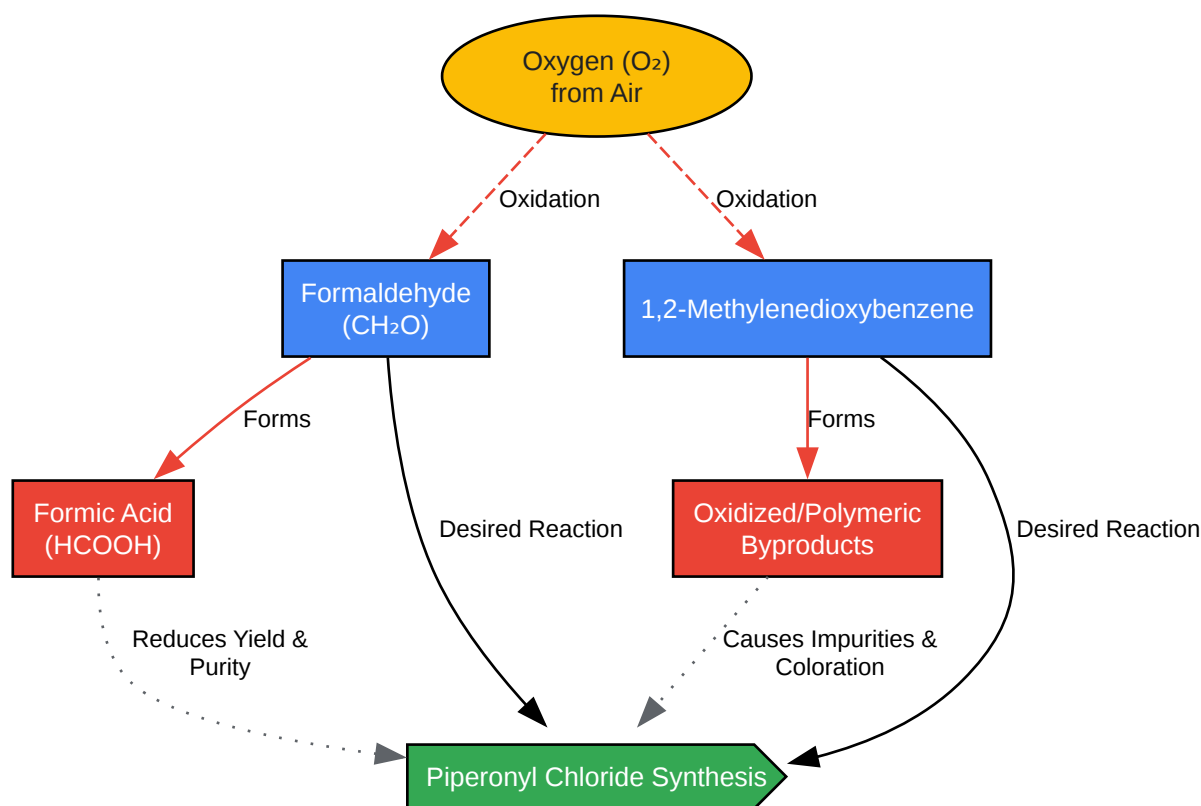 Oxygen (O₂)
from Air
Oxidation
Oxidation
Formaldehyde
(CH₂O)
1,2-Methylenedioxybenzene
Forms
Forms
Formic Acid
(HCOOH)
Desired Reaction
Oxidized/Polymeric
Byproducts
Desired Reaction
Reduces Yield &
Purity
Causes Impurities &
Coloration
Piperonyl Chloride Synthesis